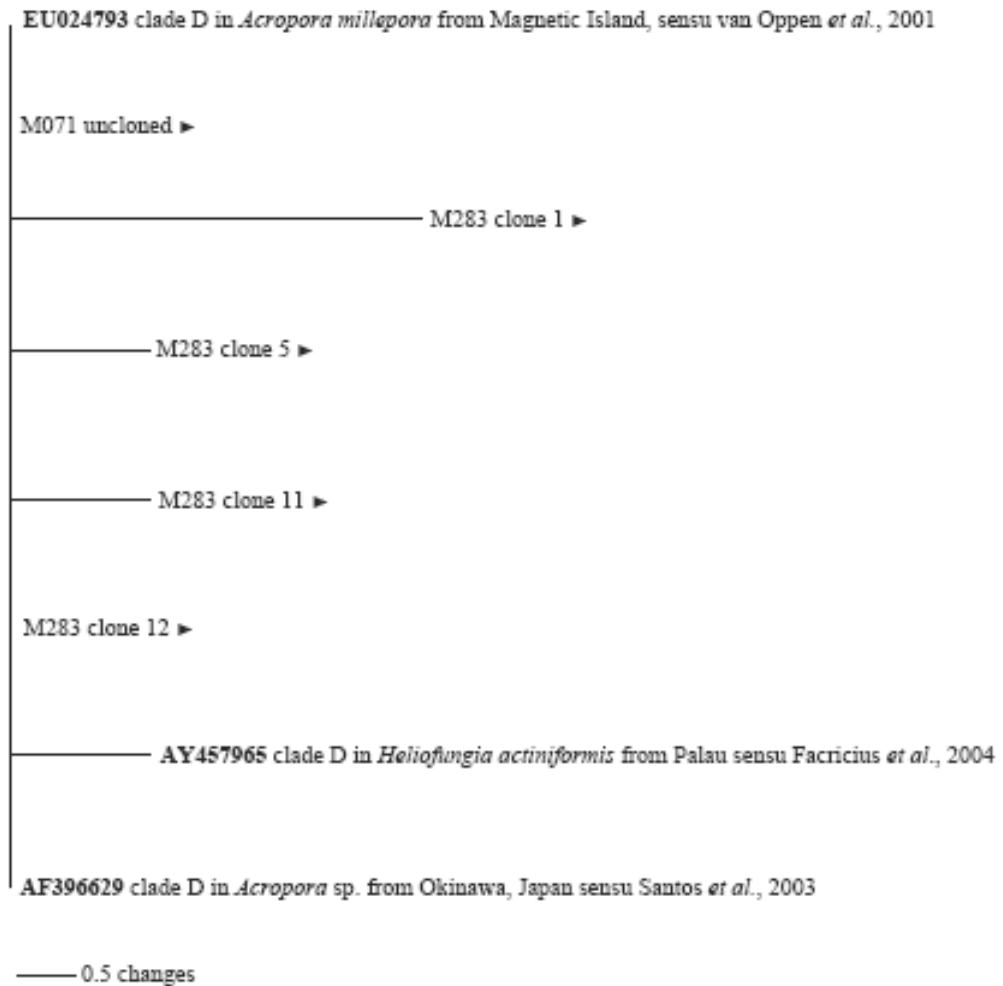 EU024793 clade D in Acropora millepora from Magnetic Island, sensu van Oppen et al., 2001
M071 uncloned ►
M283 clone 1 ►
M283 clone 5 ►
M283 clone 11 ►
M283 clone 12 ►
AY457965 clade D in Heliofungia actiniformis from Palau sensu Facricius et al., 2004
AF396629 clade D in Acropora sp. from Okinawa, Japan sensu Santos et al., 2003
0.5 changes